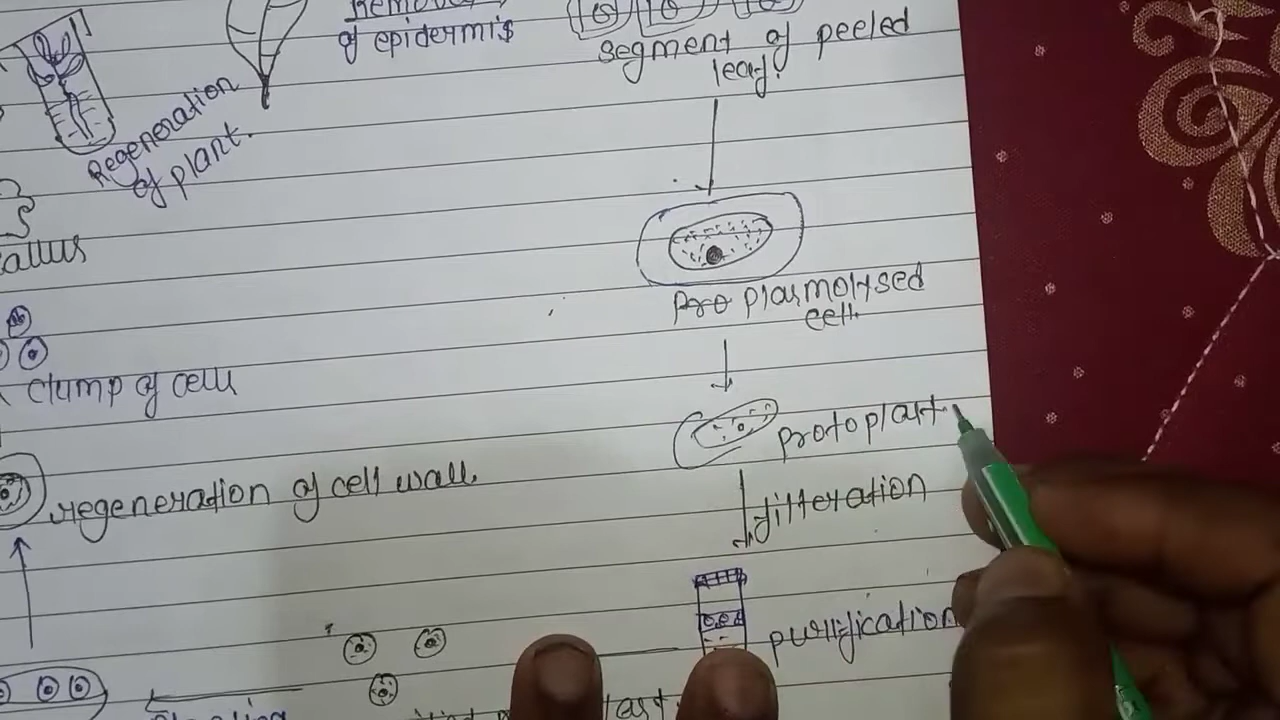 Removal
of epidermis
segment of peeled
leaf.
Regeneration
of plant.
callus
pro plasmolysed
cell.
clump of cells
protoplast.
regeneration of cell wall.
filteration
purification